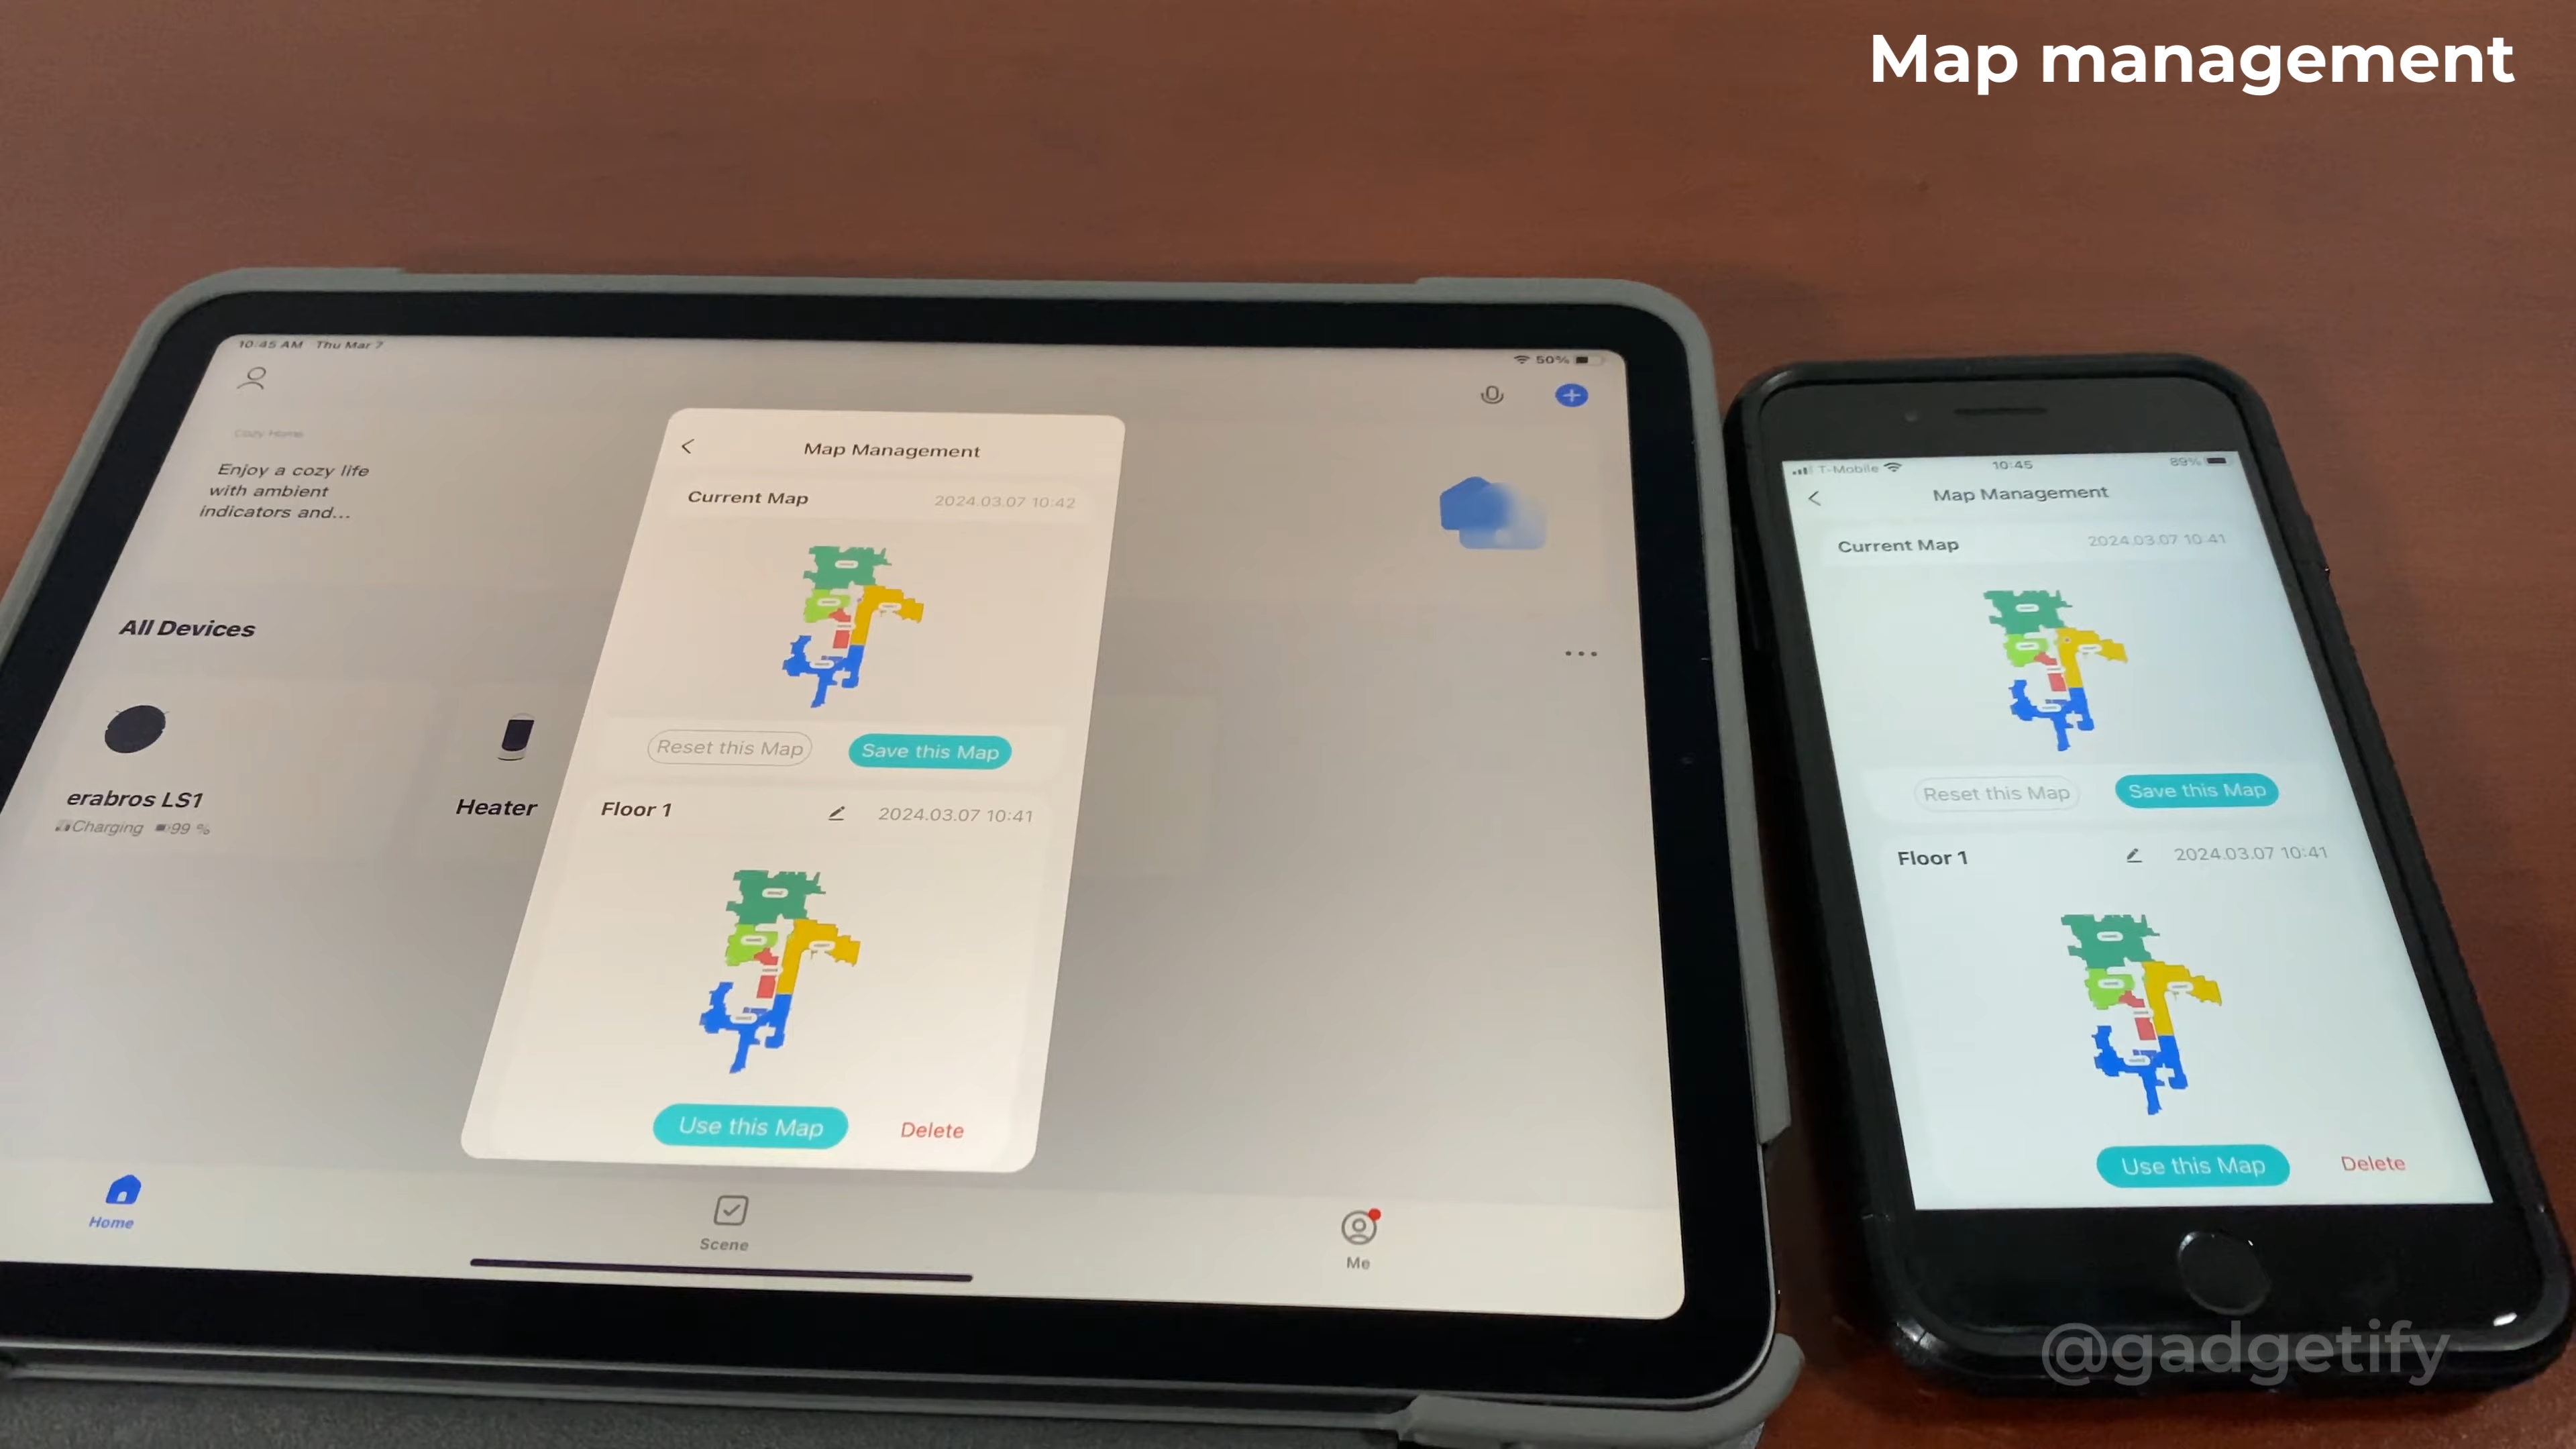 Map management
10:45 AM Thu Mar 7
50%
Cozy Home
Enjoy a cozy life
with ambient
indicators and...
All Devices
erabros LS1
Charging 99 %
Heater
Map Management
Current Map 2024.03.07 10:42
Reset this Map Save this Map
Floor 1 2024.03.07 10:41
Use this Map Delete
Home
Scene
Me
T-Mobile 10:45 89%
Map Management
Current Map 2024.03.07 10:41
Reset this Map Save this Map
Floor 1 2024.03.07 10:41
Use this Map Delete
@gadgetify